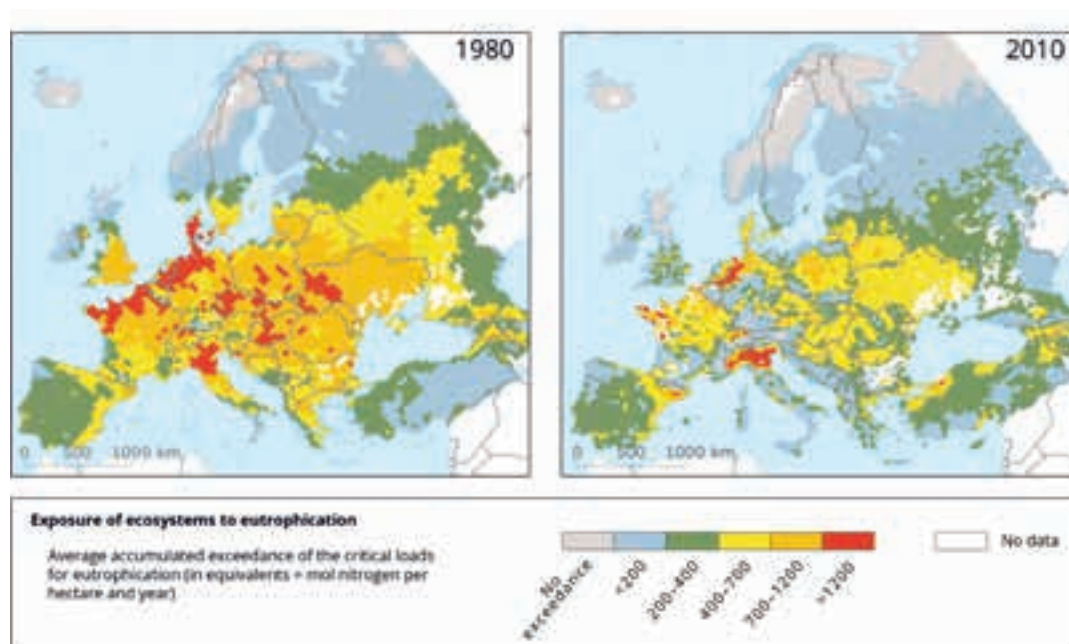 1980
2010
0 500 1000 km
0 500 1000 km
Exposure of ecosystems to eutrophication
Average accumulated exceedance of the critical loads
for eutrophication (in equivalents = mol nitrogen per
hectare and year)
No
exceedance
<200
200–400
400–700
700–1200
>1200
No data